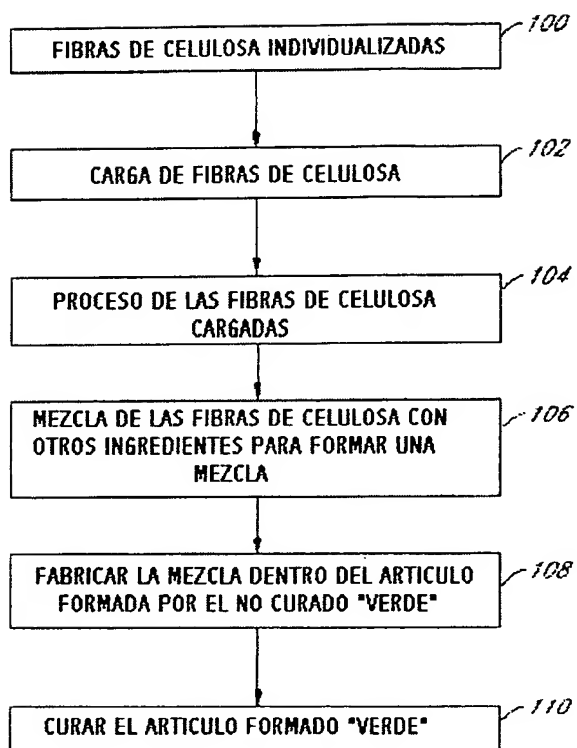 100
FIBRAS DE CELULOSA INDIVIDUALIZADAS
102
CARGA DE FIBRAS DE CELULOSA
104
PROCESO DE LAS FIBRAS DE CELULOSA
CARGADAS
106
MEZCLA DE LAS FIBRAS DE CELULOSA CON
OTROS INGREDIENTES PARA FORMAR UNA
MEZCLA
108
FABRICAR LA MEZCLA DENTRO DEL ARTICULO
FORMADA POR EL NO CURADO "VERDE"
110
CURAR EL ARTICULO FORMADO "VERDE"